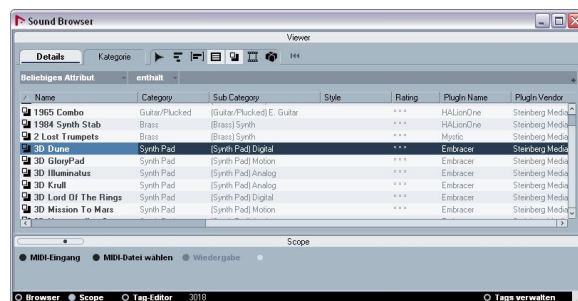 Sound Browser
Viewer
Details Kategorie
Beliebiges Attribut enthält
Name Category Sub Category Style Rating PlugIn Name PlugIn Vendor
1965 Combo Guitar/Plucked (Guitar/Plucked) E. Guitar *** HALionOne Steinberg Media
1984 Synth Stab Brass (Brass) Synth *** HALionOne Steinberg Media
2 Lost Trumpets Brass (Brass) Synth *** Mystic Steinberg Media
3D Dune Synth Pad (Synth Pad) Digital *** Embracer Steinberg Media
3D GloryPad Synth Pad (Synth Pad) Motion *** Embracer Steinberg Media
3D Illuminatus Synth Pad (Synth Pad) Analog *** Embracer Steinberg Media
3D Krull Synth Pad (Synth Pad) Analog *** Embracer Steinberg Media
3D Lord Of The Rings Synth Pad (Synth Pad) Digital *** Embracer Steinberg Media
3D Mission To Mars Synth Pad (Synth Pad) Motion *** Embracer Steinberg Media
Scope
MIDI-Eingang MIDI-Datei wählen Wiedergabe
Browser Scope Tag-Editor 3018 Tags verwalten